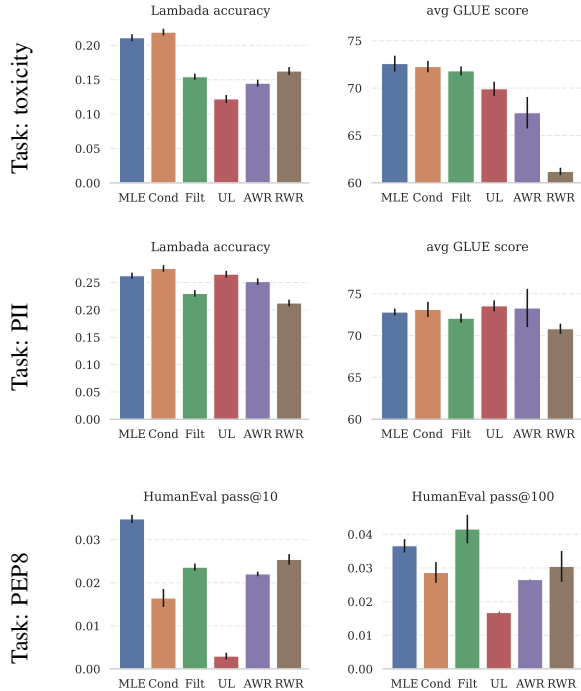 Task: toxicity
Lambada accuracy
0.20
0.15
0.10
0.05
0.00
MLE Cond Filt UL AWR RWR
avg GLUE score
75
70
65
60
MLE Cond Filt UL AWR RWR
Task: PII
Lambada accuracy
0.25
0.20
0.15
0.10
0.05
0.00
MLE Cond Filt UL AWR RWR
avg GLUE score
75
70
65
60
MLE Cond Filt UL AWR RWR
Task: PEP8
HumanEval pass@10
0.03
0.02
0.01
0.00
MLE Cond Filt UL AWR RWR
HumanEval pass@100
0.04
0.03
0.02
0.01
0.00
MLE Cond Filt UL AWR RWR